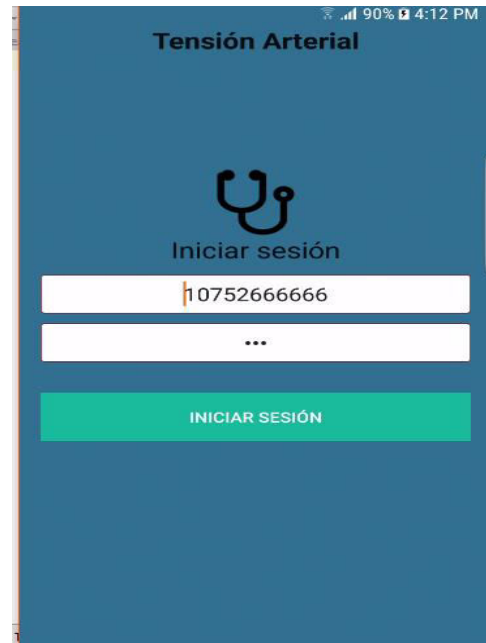 90% 4:12 PM
Tensión Arterial
Iniciar sesión
10752666666
•••
INICIAR SESIÓN